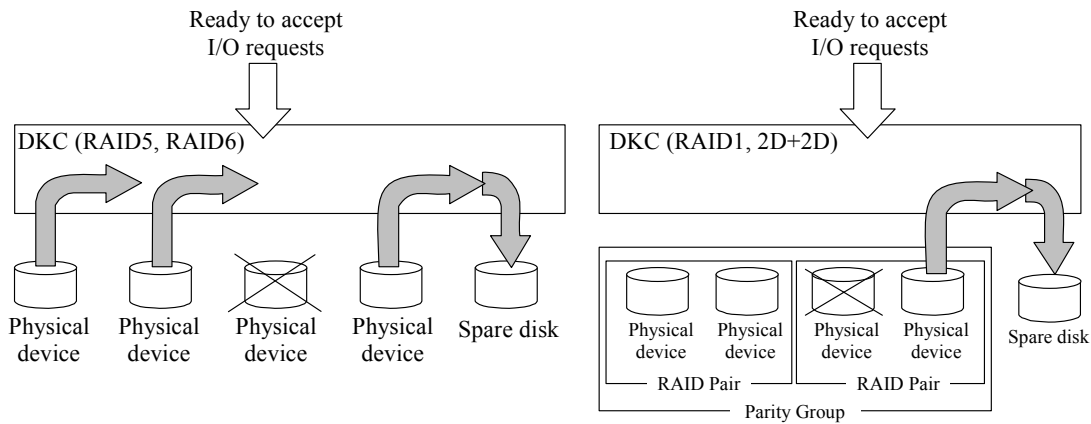 Ready to accept
I/O requests
DKC (RAID5, RAID6)
Physical
device
Physical
device
Physical
device
Physical
device
Spare disk
Ready to accept
I/O requests
DKC (RAID1, 2D+2D)
Physical
device
Physical
device
Physical
device
Physical
device
Spare disk
RAID Pair
RAID Pair
Parity Group